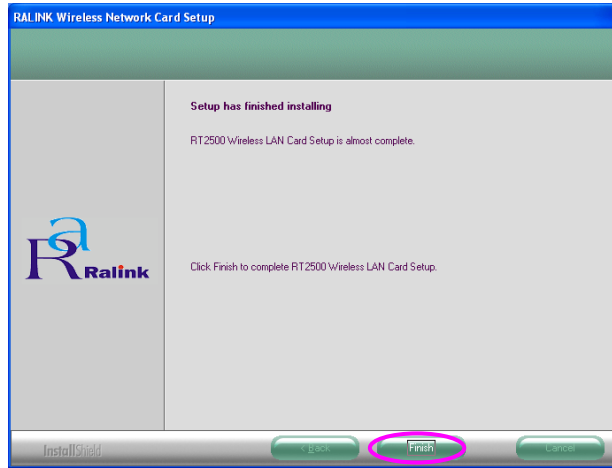 RALINK Wireless Network Card Setup
Setup has finished installing
RT2500 Wireless LAN Card Setup is almost complete.
Ra
Ralink
Click Finish to complete RT2500 Wireless LAN Card Setup.
InstallShield
< Back
Finish
Cancel